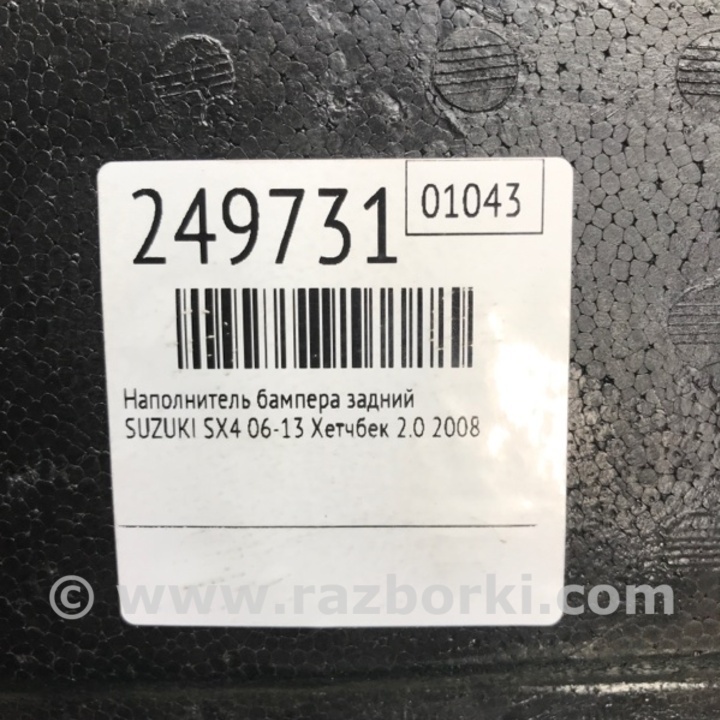 249731
01043
Наполнитель бампера задний
SUZUKI SX4 06-13 Хетчбек 2.0 2008
© www.razborki.com